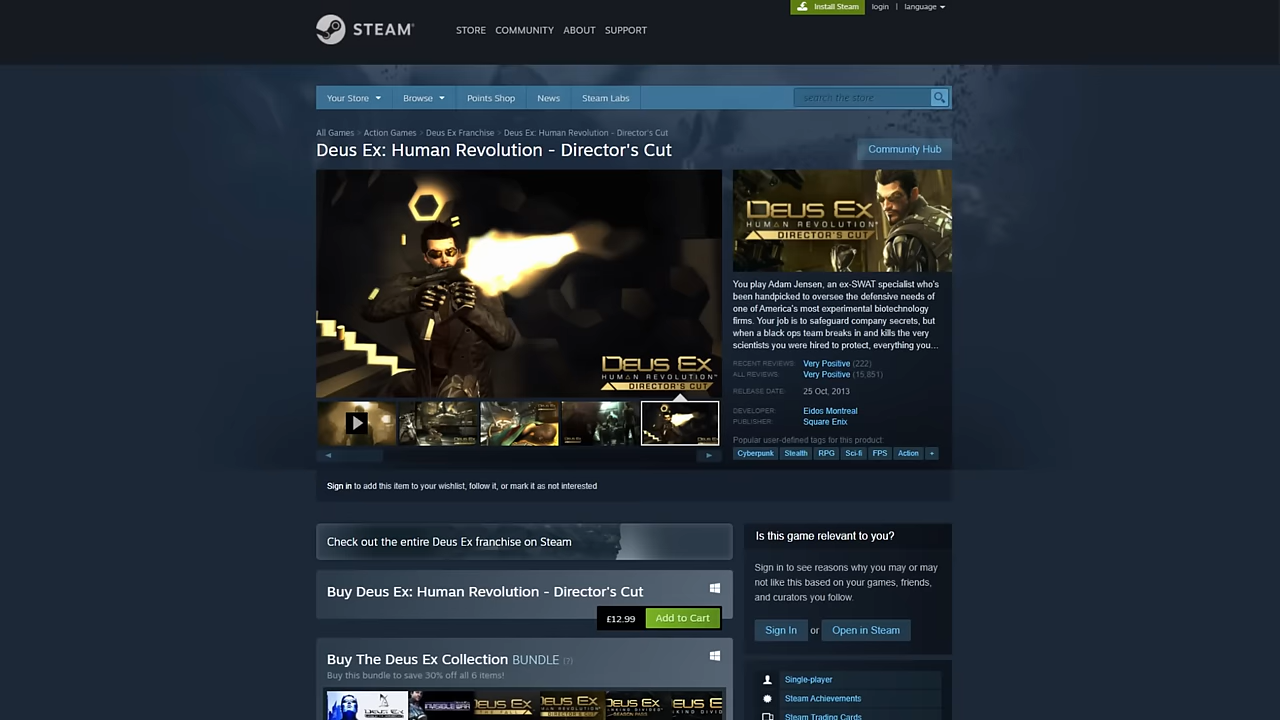 Install Steam
login | language
STEAM®
STORE COMMUNITY ABOUT SUPPORT
Your Store Browse Points Shop News Steam Labs
search the store
All Games > Action Games > Deus Ex Franchise > Deus Ex: Human Revolution - Director's Cut
Deus Ex: Human Revolution - Director's Cut
Community Hub
DEUS EX
HUMAN REVOLUTION™
DIRECTOR'S CUT
DEUS EX
HUMAN REVOLUTION
DIRECTOR'S CUT
You play Adam Jensen, an ex-SWAT specialist who's
been handpicked to oversee the defensive needs of
one of America's most experimental biotechnology
firms. Your job is to safeguard company secrets, but
when a black ops team breaks in and kills the very
scientists you were hired to protect, everything you...
RECENT REVIEWS: Very Positive (222)
ALL REVIEWS: Very Positive (15,851)
RELEASE DATE: 25 Oct, 2013
DEVELOPER: Eidos Montreal
PUBLISHER: Square Enix
Popular user-defined tags for this product:
Cyberpunk Stealth RPG Sci-fi FPS Action +
Sign in to add this item to your wishlist, follow it, or mark it as not interested
Check out the entire Deus Ex franchise on Steam
Buy Deus Ex: Human Revolution - Director's Cut
£12.99 Add to Cart
Buy The Deus Ex Collection BUNDLE (?)
Buy this bundle to save 30% off all 6 items!
Is this game relevant to you?
Sign in to see reasons why you may or may
not like this based on your games, friends,
and curators you follow.
Sign In or Open in Steam
Single-player
Steam Achievements
Steam Trading Cards